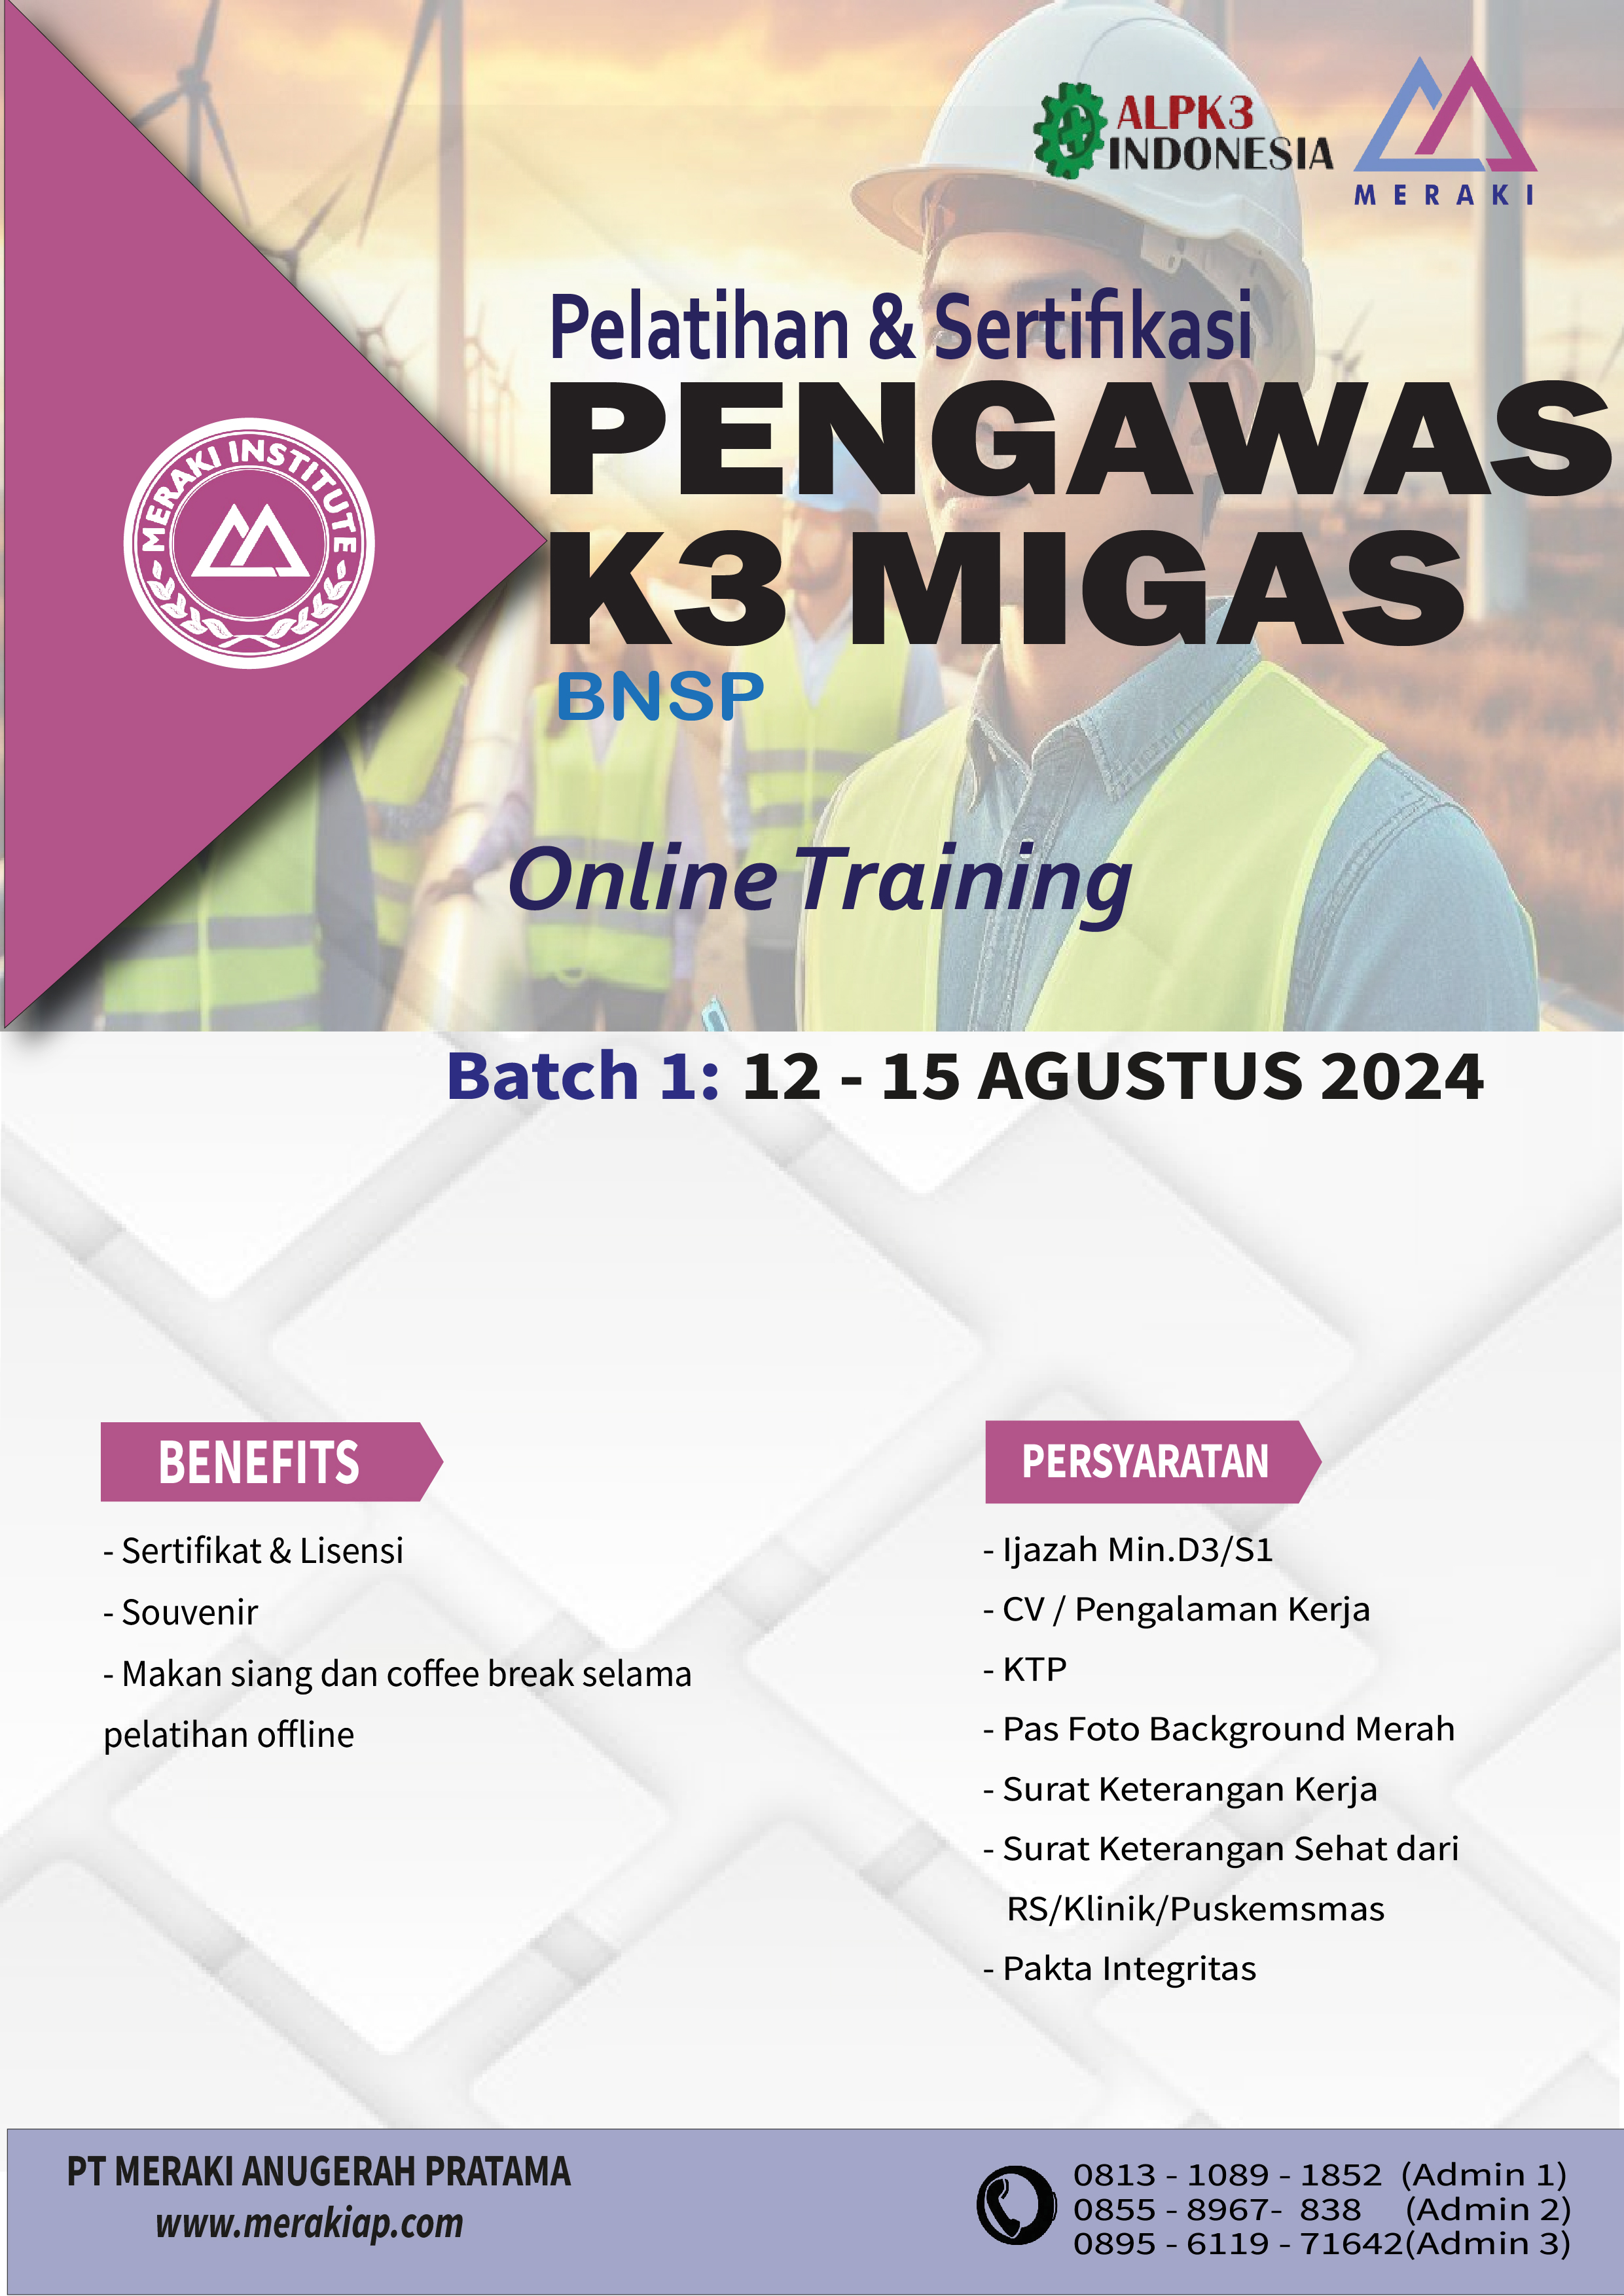 ALPK3
INDONESIA
MERAKI
Pelatihan & Sertifikasi
PENGAWAS
K3 MIGAS
BNSP
MERAKI INSTITUTE
Online Training
Batch 1: 12 - 15 AGUSTUS 2024
BENEFITS
- Sertifikat & Lisensi
- Souvenir
- Makan siang dan coffee break selama
pelatihan offline
PERSYARATAN
- Ijazah Min.D3/S1
- CV / Pengalaman Kerja
- KTP
- Pas Foto Background Merah
- Surat Keterangan Kerja
- Surat Keterangan Sehat dari
RS/Klinik/Puskemsmas
- Pakta Integritas
PT MERAKI ANUGERAH PRATAMA
www.merakiap.com
0813 - 1089 - 1852 (Admin 1)
0855 - 8967- 838 (Admin 2)
0895 - 6119 - 71642(Admin 3)